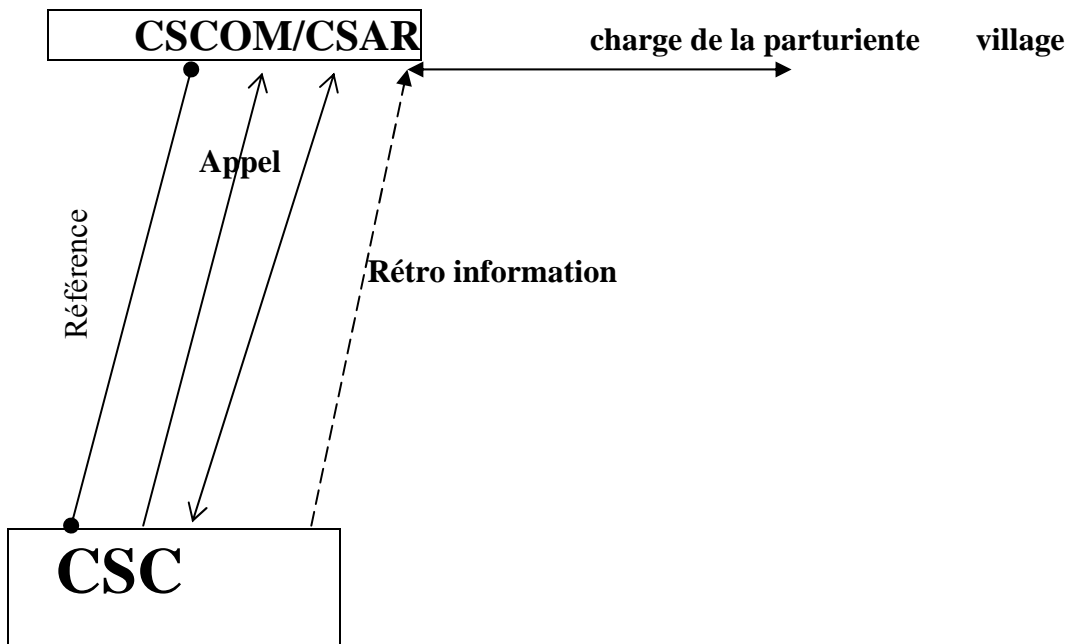 CSCOM/CSAR charge de la parturiente village
Appel
Référence
Rétro information
CSC